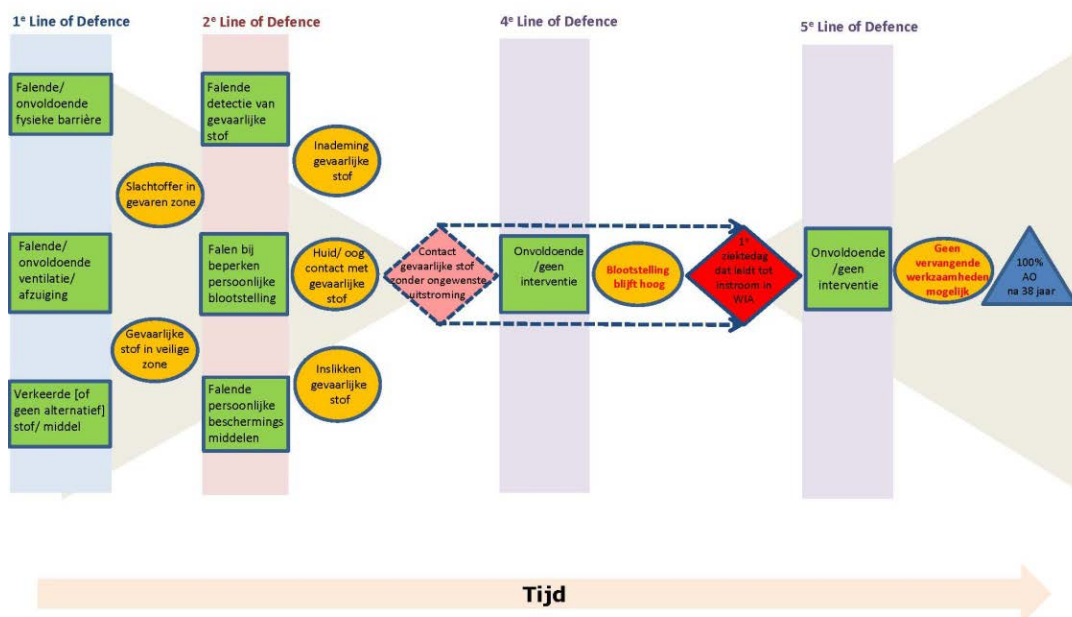 1e Line of Defence
2e Line of Defence
4e Line of Defence
5e Line of Defence
Falende/
onvoldoende
fysieke barrière
Falende/
onvoldoende
ventilatie/
afzuiging
Verkeerde [of
geen alternatief]
stof/ middel
Slachtoffer in
gevaren zone
Gevaarlijke
stof in veilige
zone
Falende
detectie van
gevaarlijke
stof
Falen bij
beperken
persoonlijke
blootstelling
Falende
persoonlijke
beschermings
middelen
Inademing
gevaarlijke
stof
Huid/ oog
contact met
gevaarlijke
stof
Inslikken
gevaarlijke
stof
Contact
gevaarlijke stof
zonder ongewenste
uitstroming
Onvoldoende
/geen
interventie
Blootstelling
blijft hoog
1e
ziektedag
dat leidt tot
instroom in
WIA
Onvoldoende
/geen
interventie
Geen
vervangende
werkzaamheden
mogelijk
100%
AO
na 38 jaar
Tijd